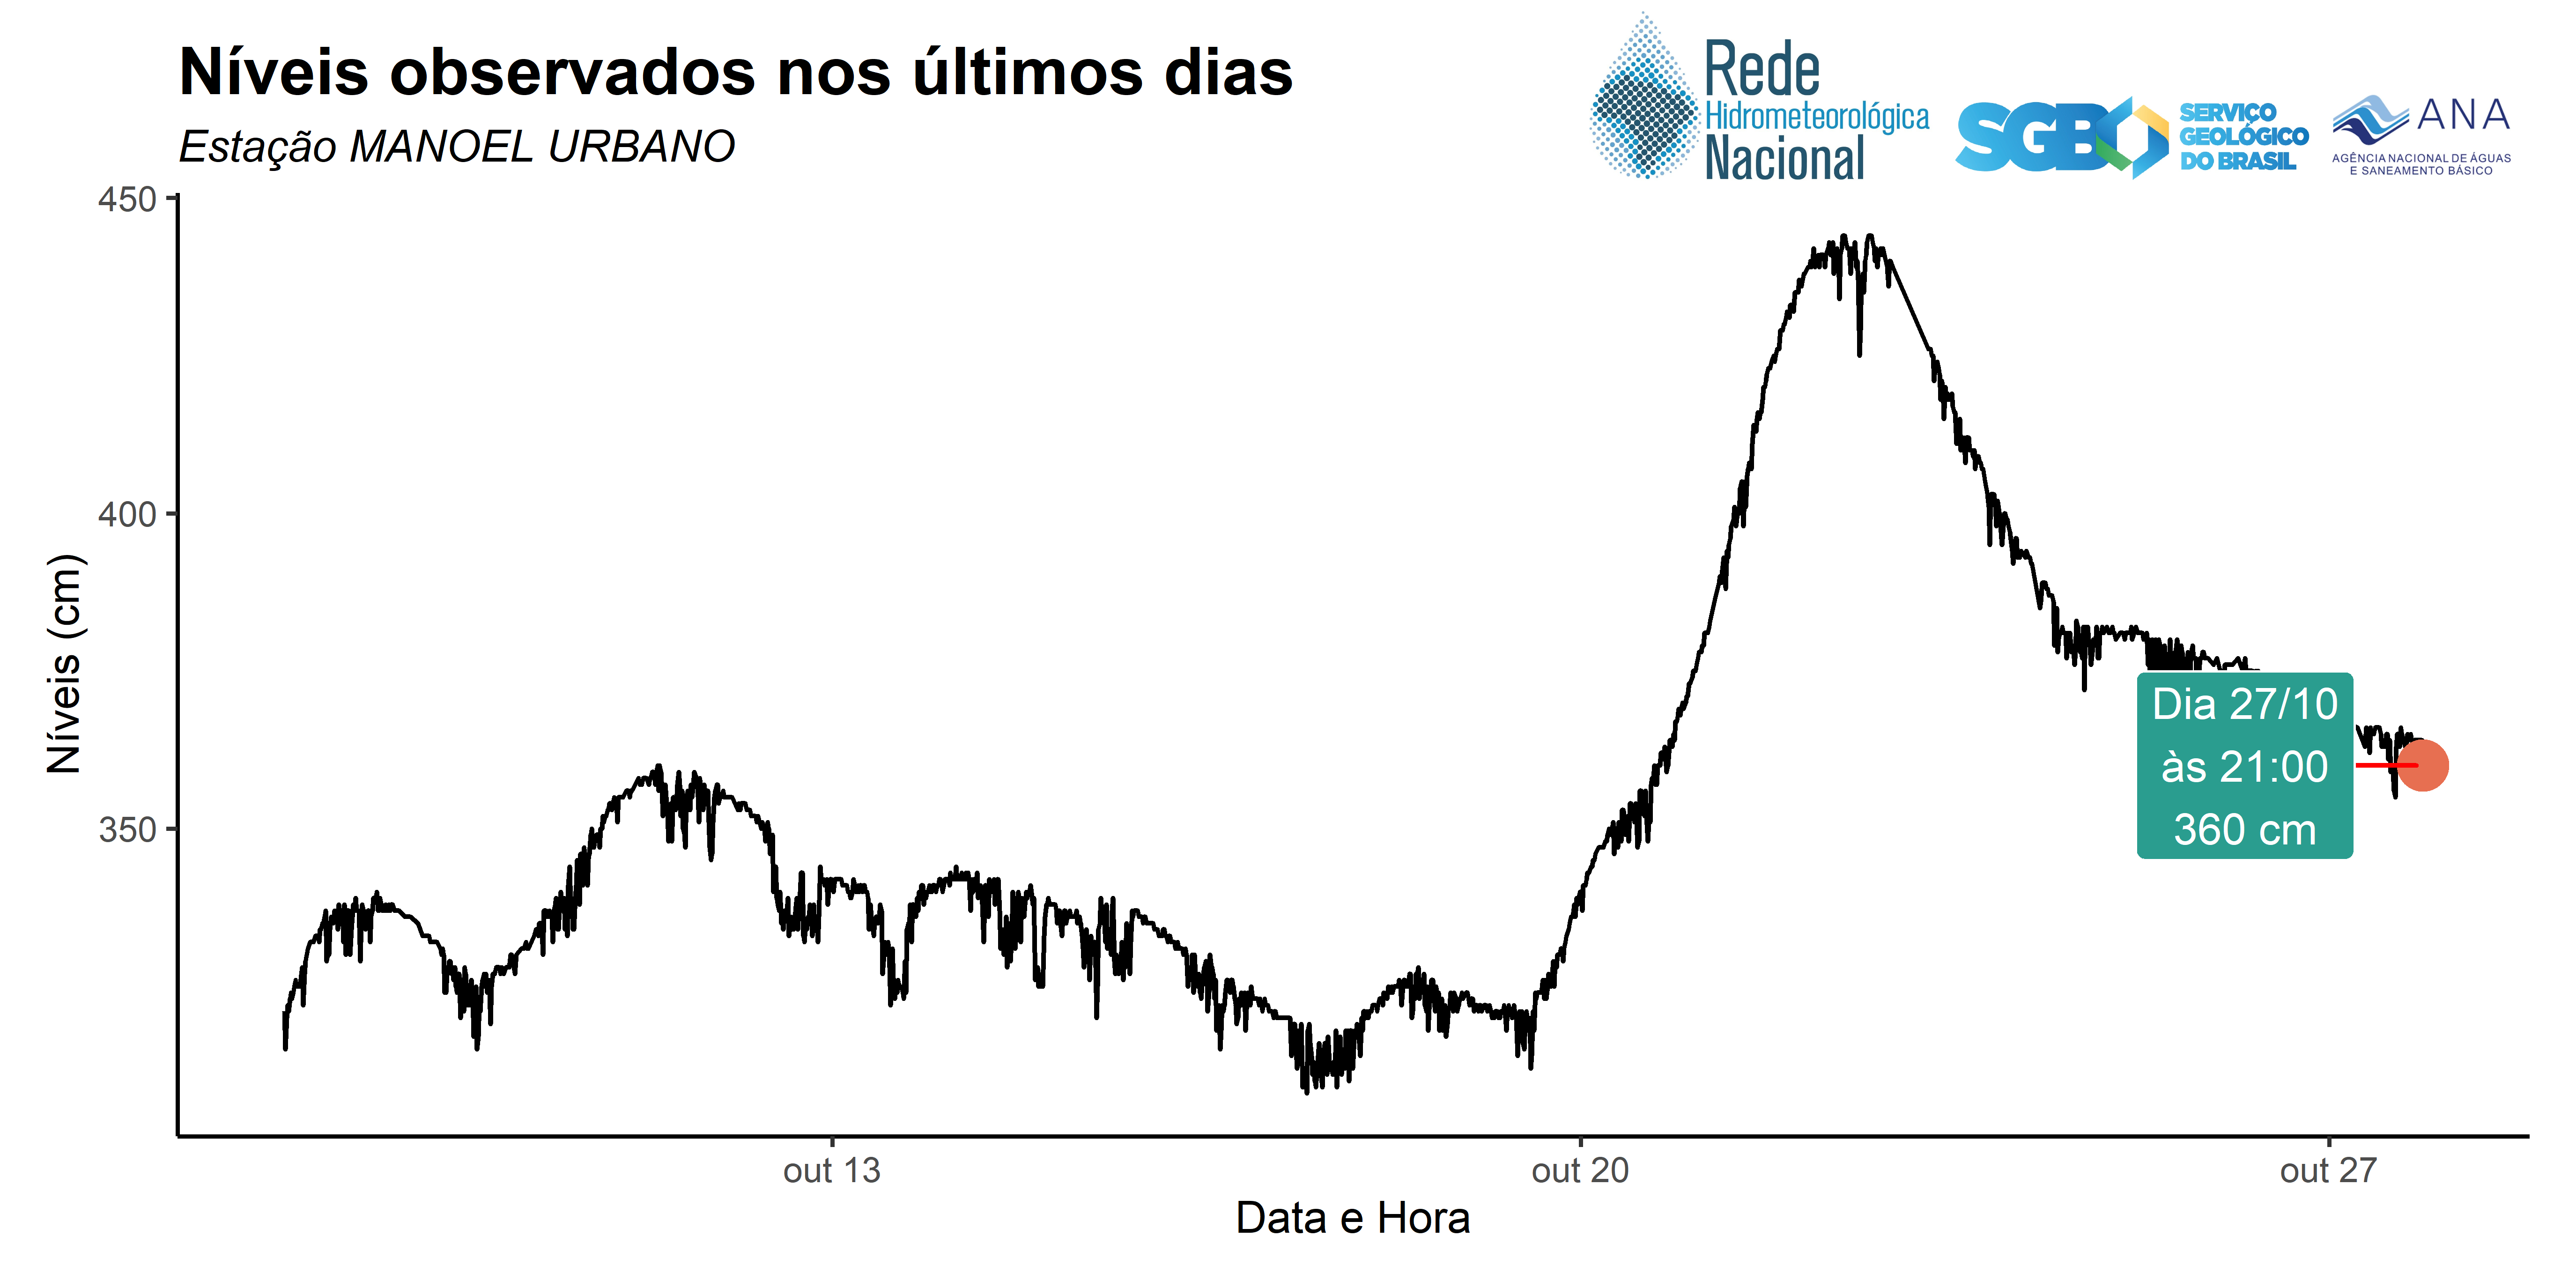 Níveis observados nos últimos dias
Estação MANOEL URBANO
Rede
Hidrometeorológica
Nacional
SGB
SERVIÇO
GEOLÓGICO
DO BRASIL
ANA
AGÊNCIA NACIONAL DE ÁGUAS
E SANEAMENTO BÁSICO
450
400
350
Níveis (cm)
Dia 27/10
às 21:00
360 cm
out 13
out 20
out 27
Data e Hora